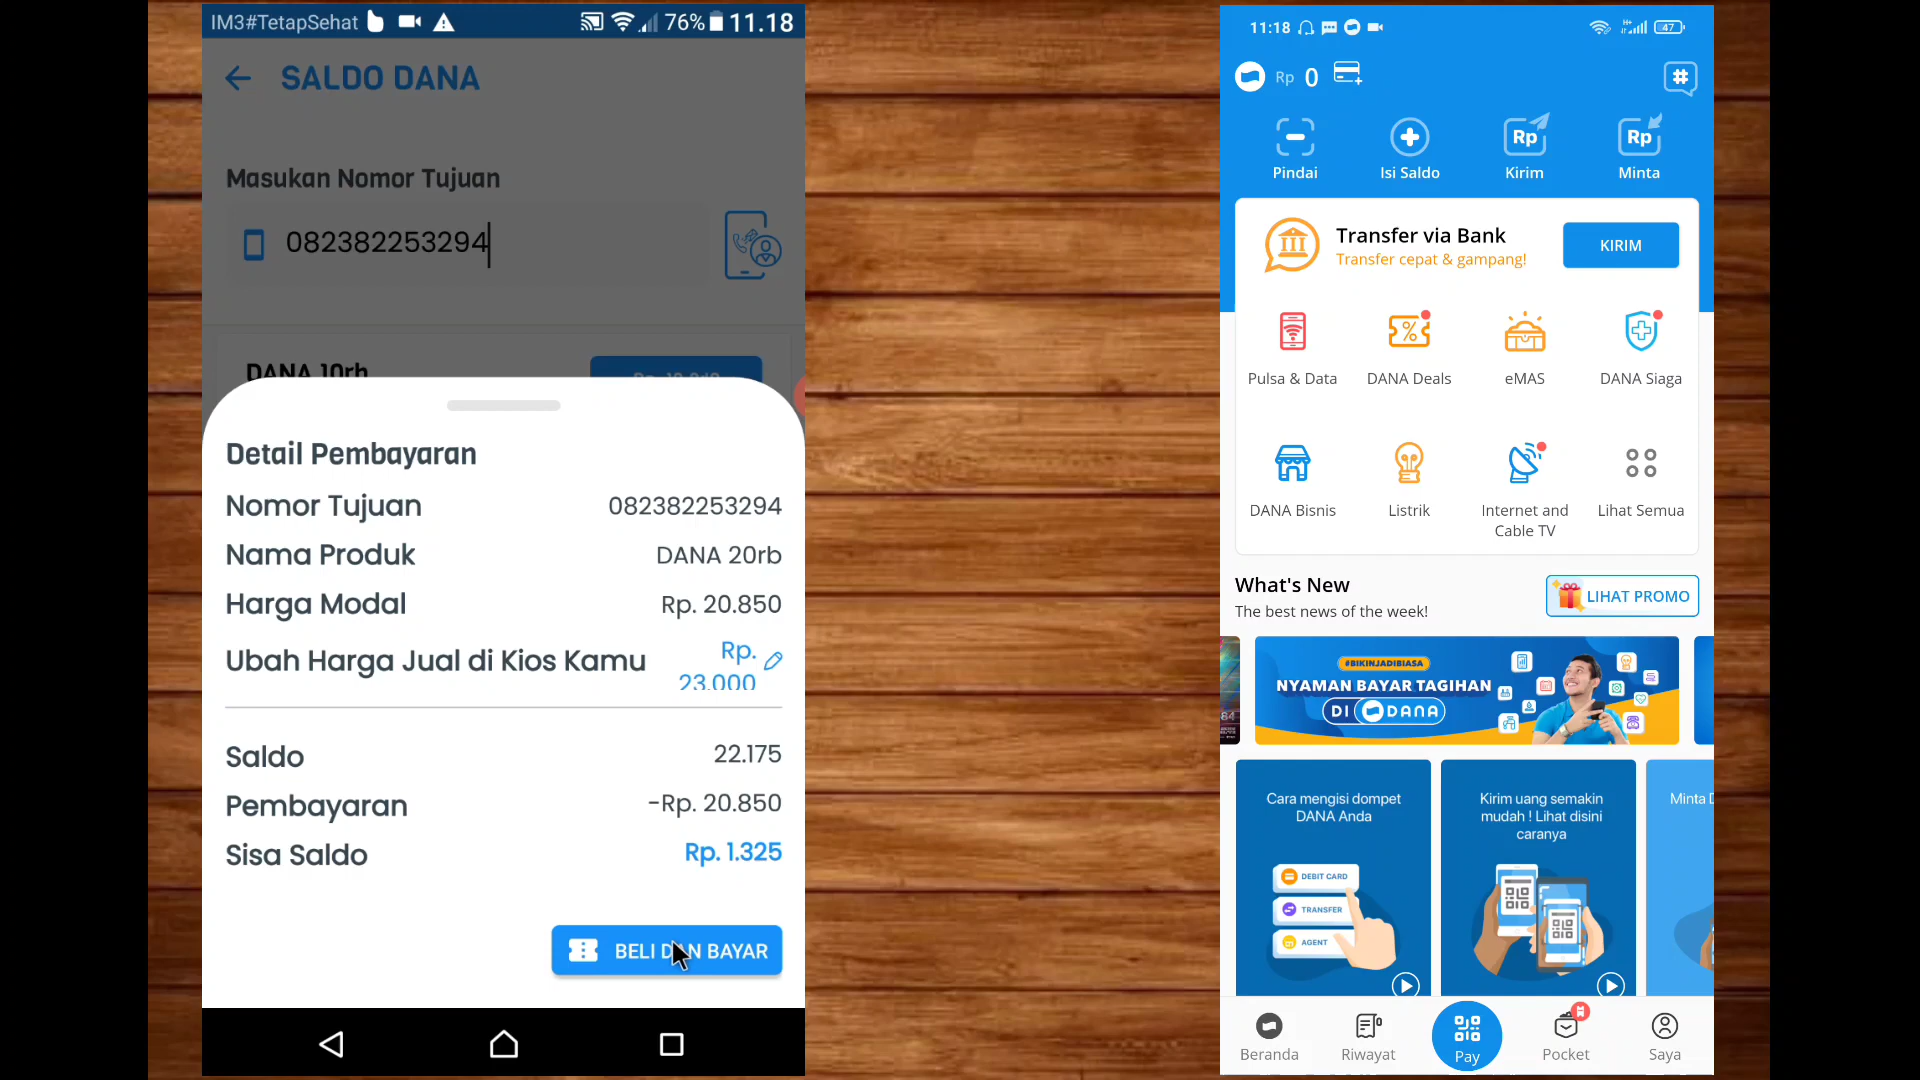 IM3#TetapSehat 76% 11.18
SALDO DANA
Masukan Nomor Tujuan
082382253294
DANA 10rb
Detail Pembayaran
Nomor Tujuan 082382253294
Nama Produk DANA 20rb
Harga Modal Rp. 20.850
Ubah Harga Jual di Kios Kamu Rp. 23.000
Saldo 22.175
Pembayaran -Rp. 20.850
Sisa Saldo Rp. 1.325
BELI DAN BAYAR
11:18 47
Rp 0
Pindai Isi Saldo Kirim Minta
Transfer via Bank
Transfer cepat & gampang!
KIRIM
Pulsa & Data DANA Deals eMAS DANA Siaga
DANA Bisnis Listrik Internet and Cable TV Lihat Semua
What's New
The best news of the week!
LIHAT PROMO
#BIKINJADIBIASA
NYAMAN BAYAR TAGIHAN
DI DANA
Cara mengisi dompet
DANA Anda
DEBIT CARD
TRANSFER
AGENT
Kirim uang semakin
mudah ! Lihat disini
caranya
Minta
Beranda Riwayat Pay Pocket Saya